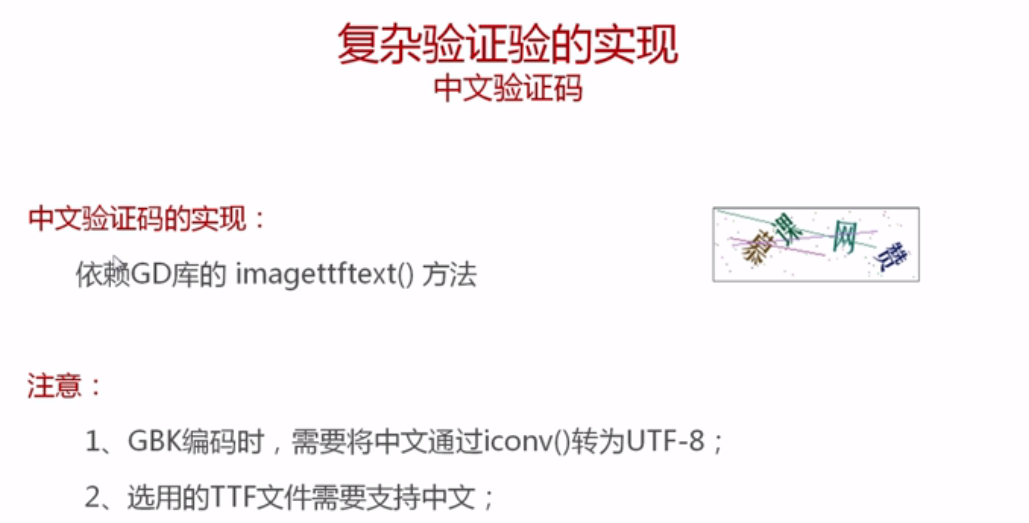 复杂验证验的实现
中文验证码
中文验证码的实现：
慕课网赞
依赖GD库的 imagettftext() 方法
注意：
1、GBK编码时，需要将中文通过iconv()转为UTF-8；
2、选用的TTF文件需要支持中文；